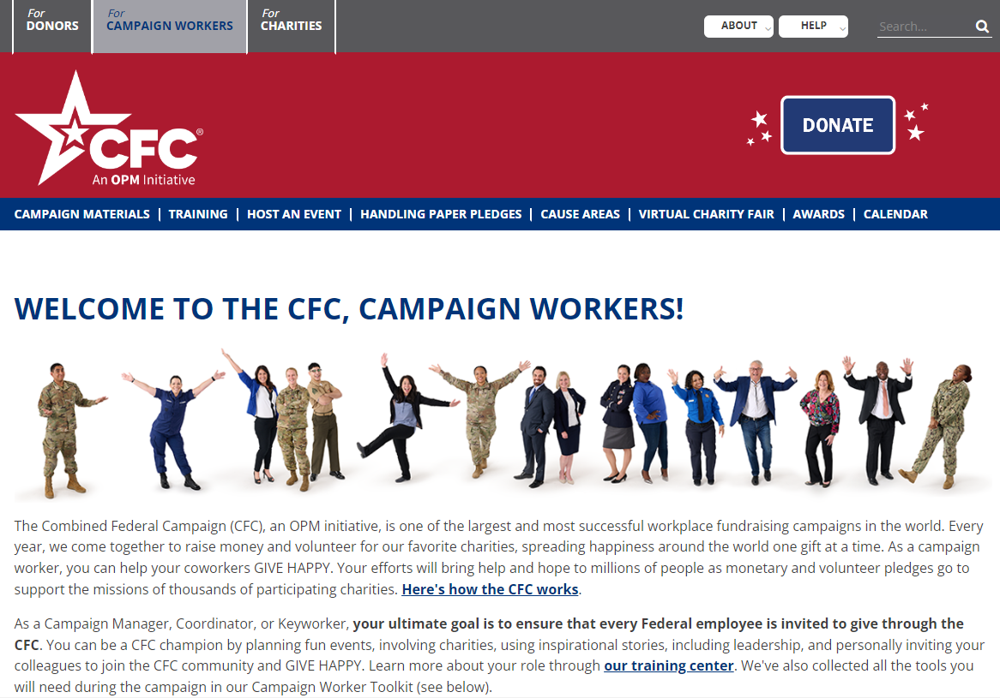 For
DONORS
For
CAMPAIGN WORKERS
For
CHARITIES
ABOUT
HELP
Search...
CFC®
An OPM Initiative
DONATE
CAMPAIGN MATERIALS | TRAINING | HOST AN EVENT | HANDLING PAPER PLEDGES | CAUSE AREAS | VIRTUAL CHARITY FAIR | AWARDS | CALENDAR
WELCOME TO THE CFC, CAMPAIGN WORKERS!
The Combined Federal Campaign (CFC), an OPM initiative, is one of the largest and most successful workplace fundraising campaigns in the world. Every
year, we come together to raise money and volunteer for our favorite charities, spreading happiness around the world one gift at a time. As a campaign
worker, you can help your coworkers GIVE HAPPY. Your efforts will bring help and hope to millions of people as monetary and volunteer pledges go to
support the missions of thousands of participating charities. Here's how the CFC works.
As a Campaign Manager, Coordinator, or Keyworker, your ultimate goal is to ensure that every Federal employee is invited to give through the
CFC. You can be a CFC champion by planning fun events, involving charities, using inspirational stories, including leadership, and personally inviting your
colleagues to join the CFC community and GIVE HAPPY. Learn more about your role through our training center. We've also collected all the tools you
will need during the campaign in our Campaign Worker Toolkit (see below).